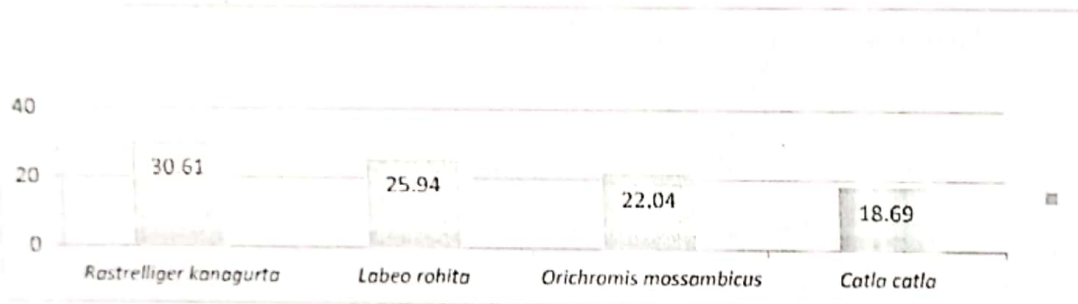 40
30.61
25.94
20
22.04
18.69
0
Rastrelliger kanagurta
Labeo rohita
Orichromis mossambicus
Catla catla